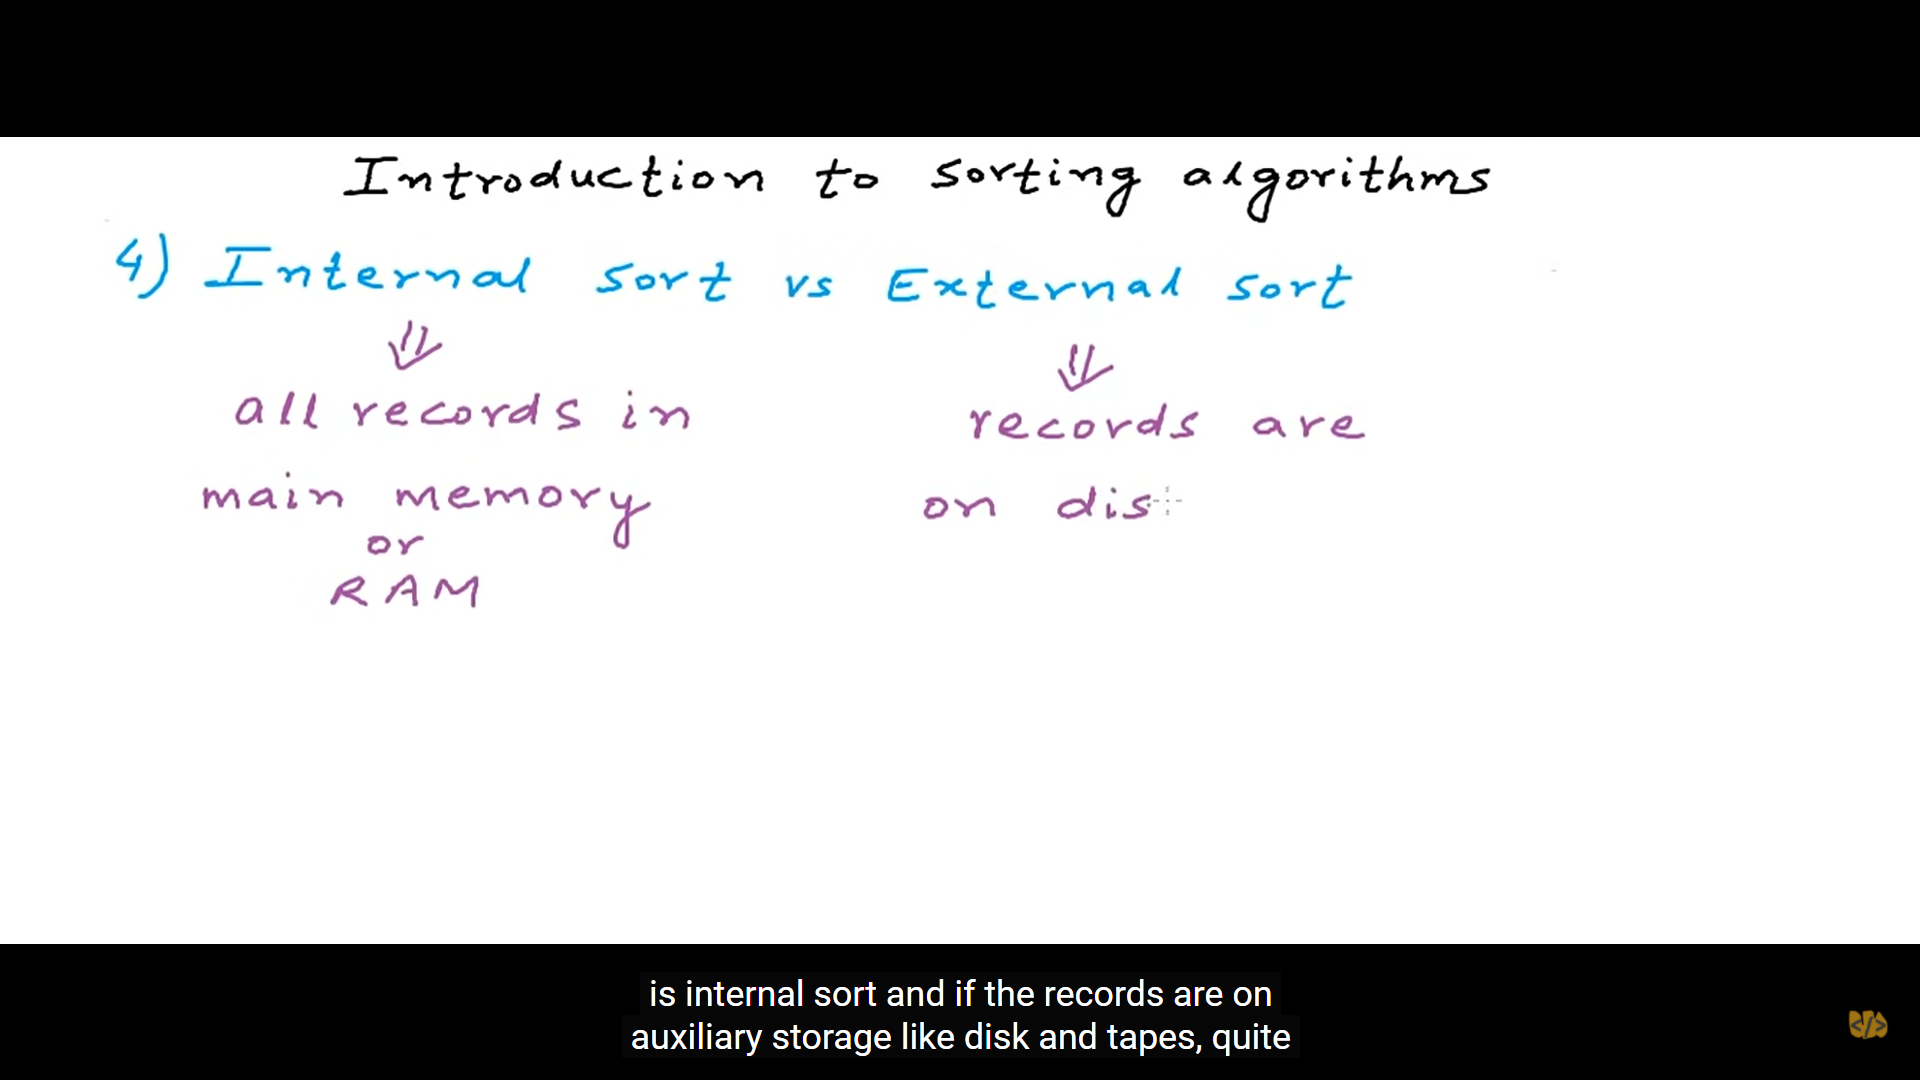 Introduction to sorting algorithms
4) Internal sort vs External sort
all records in
main memory
or
RAM
records are
on dis
is internal sort and if the records are on
auxiliary storage like disk and tapes, quite